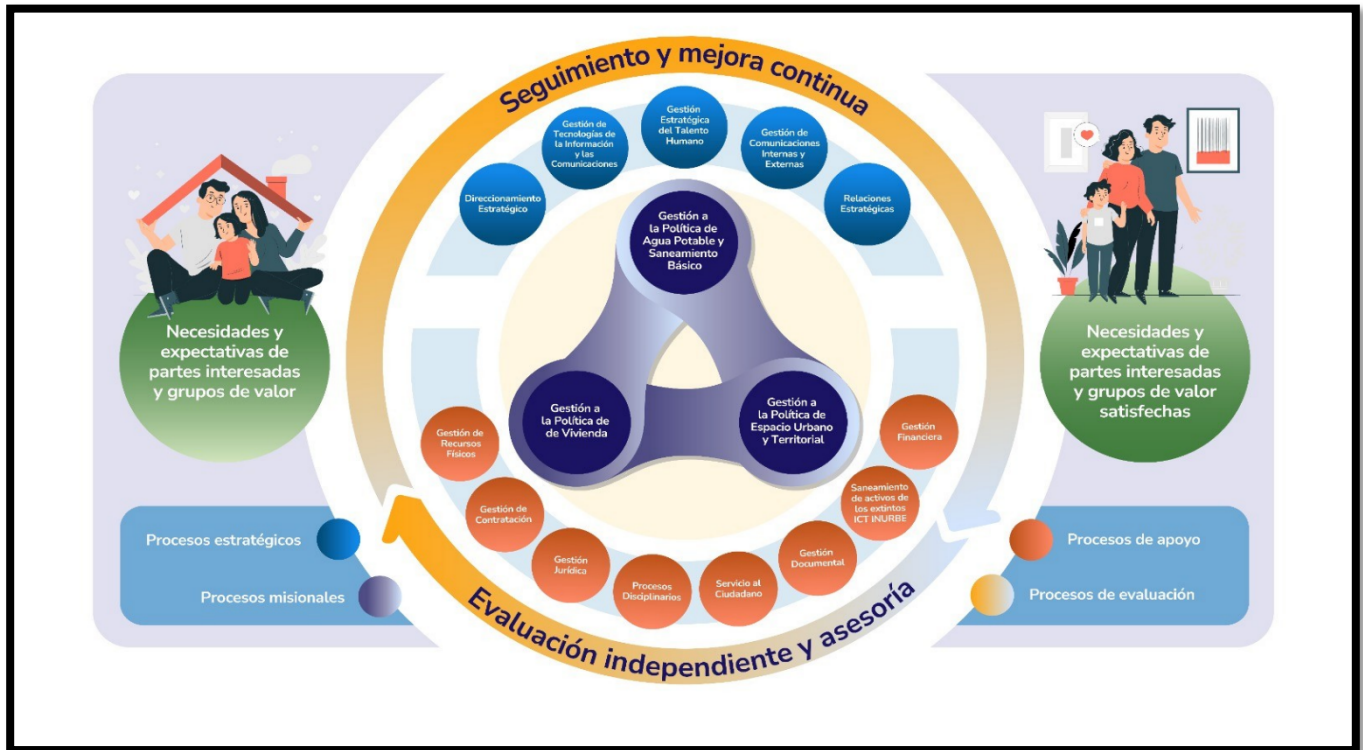 Seguimiento y mejora continua
Gestión
Estratégica
del Talento
Humano
Gestión de
Tecnologías de
la Información
y las
Comunicaciones
Gestión de
Comunicaciones
Internas y
Externas
Direccionamiento
Estratégico
Relaciones
Estratégicas
Gestión a
la Política de
Agua Potable y
Saneamiento
Básico
Necesidades y
expectativas de
partes interesadas
y grupos de valor
Necesidades y
expectativas de
partes interesadas
y grupos de valor
satisfechas
Gestión a
la Política de
de Vivienda
Gestión a
la Política de
Espacio Urbano
y Territorial
Gestión de
Recursos
Físicos
Gestión
Financiera
Gestión de
Contratación
Saneamiento
de activos de
los extintos
ICT INURBE
Gestión
Jurídica
Gestión
Documental
Procesos
Disciplinarios
Servicio al
Ciudadano
Evaluación independiente y asesoría
Procesos estratégicos
Procesos misionales
Procesos de apoyo
Procesos de evaluación